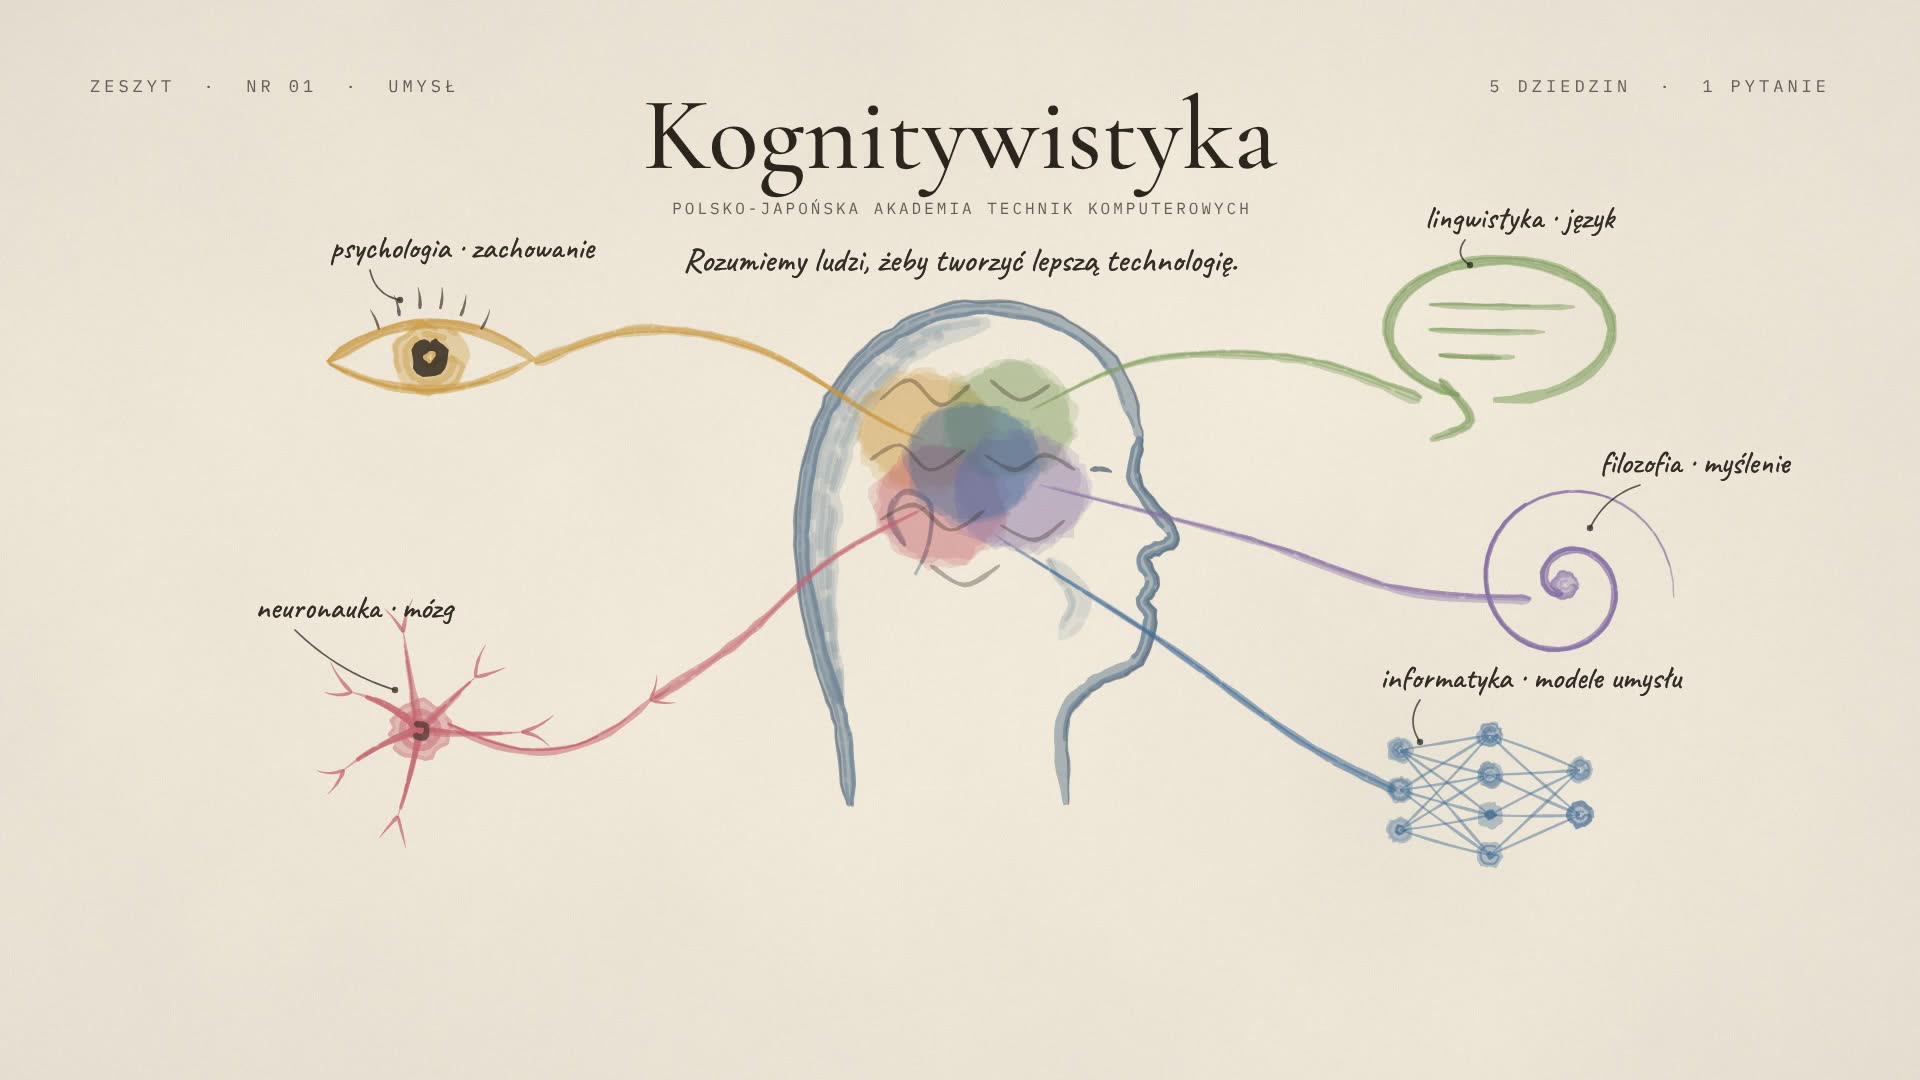 ZESZYT · NR 01 · UMYSŁ
5 DZIEDZIN · 1 PYTANIE
Kognitywistyka
POLSKO-JAPOŃSKA AKADEMIA TECHNIK KOMPUTEROWYCH
Rozumiemy ludzi, żeby tworzyć lepszą technologię.
psychologia · zachowanie
lingwistyka · język
filozofia · myślenie
neuronauka · mózg
informatyka · modele umysłu